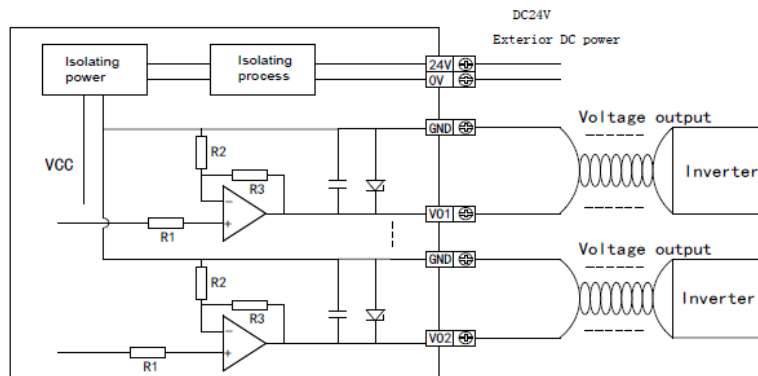 DC24V
Exterior DC power
Isolating
power
Isolating
process
24V
0V
GND
Voltage output
R2
VCC
R3
Inverter
R1
VO1
GND
Voltage output
R2
R3
Inverter
R1
VO2